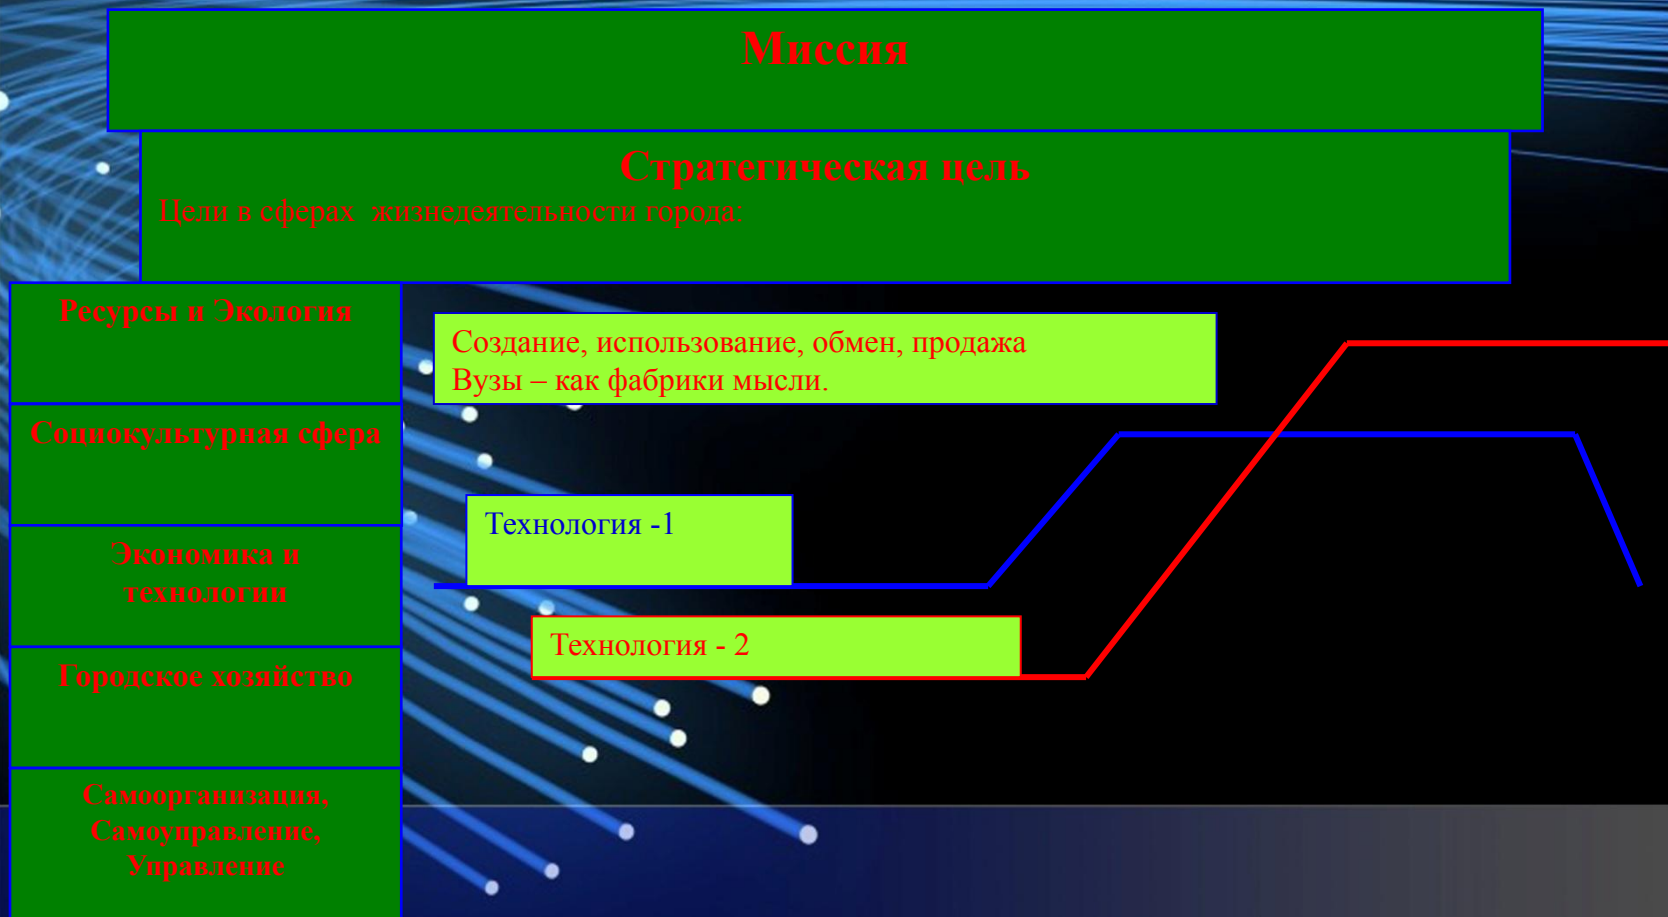 Миссия
Стратегическая цель
Цели в сферах жизнедеятельности города:
Ресурсы и Экология
Создание, использование, обмен, продажа
Вузы – как фабрики мысли.
Социокультурная сфера
Технология -1
Экономика и
технологии
Технология - 2
Городское хозяйство
Самоорганизация,
Самоуправление,
Управление